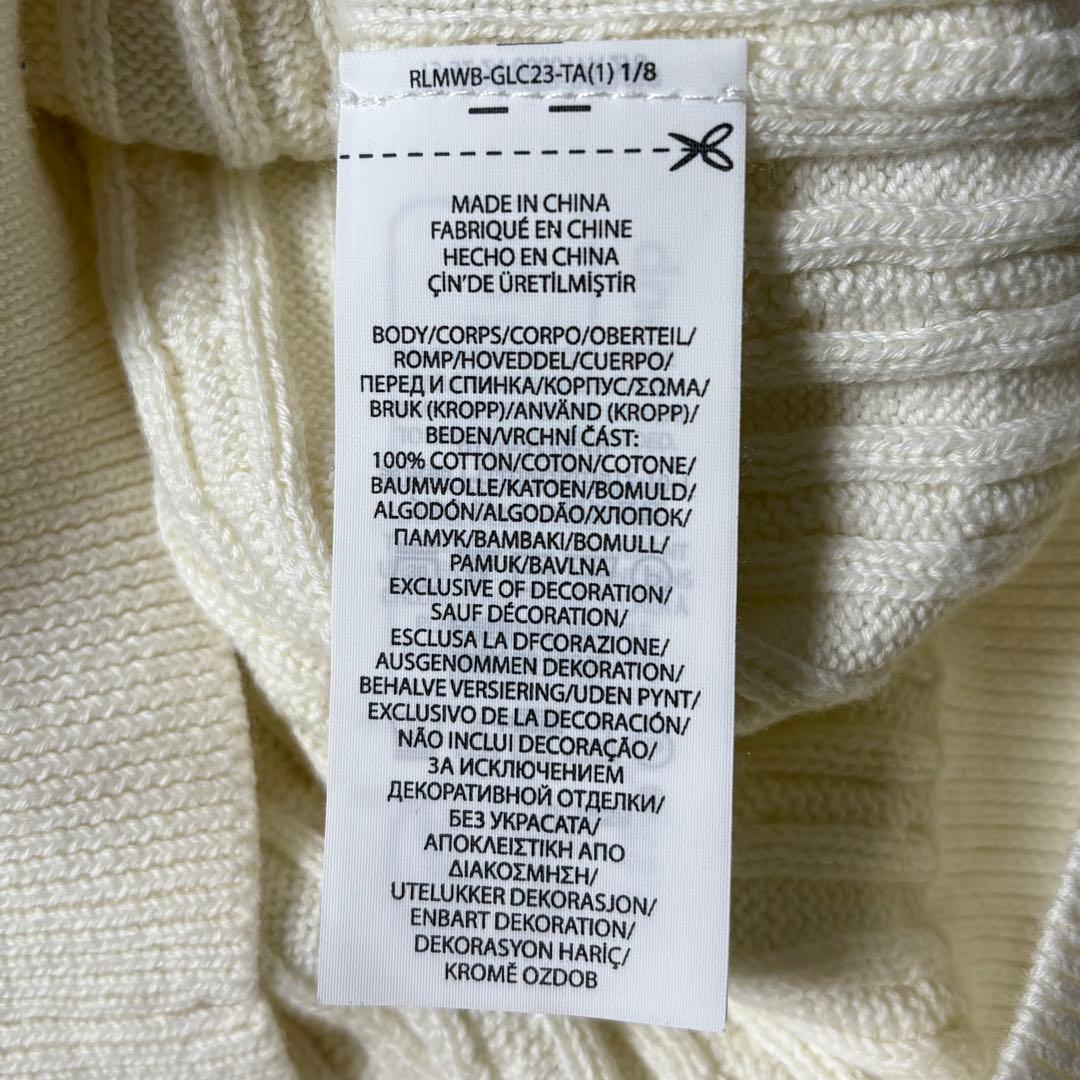 RLMWB-GLC23-TA(1) 1/8
MADE IN CHINA
FABRIQUÉ EN CHINE
HECHO EN CHINA
ÇİN'DE ÜRETİLMİŞTİR
BODY/CORPS/CORPO/OBERTEIL/
ROMP/HOVEDDEL/CUERPO/
ПЕРЕД И СПИНКА/КОРПУС/ΣΩΜΑ/
BRUK (KROPP)/ANVÄND (KROPP)/
BEDEN/VRCHNÍ ČÁST:
100% COTTON/COTON/COTONE/
BAUMWOLLE/KATOEN/BOMULD/
ALGODÓN/ALGODÃO/ХЛОПОК/
ПАМУК/ΒΑΜΒΑΚΙ/BOMULL/
PAMUK/BAVLNA
EXCLUSIVE OF DECORATION/
SAUF DÉCORATION/
ESCLUSA LA DFCORAZIONE/
AUSGENOMMEN DEKORATION/
BEHALVE VERSIERING/UDEN PYNT/
EXCLUSIVO DE LA DECORACIÓN/
NÃO INCLUI DECORAÇÃO/
ЗА ИСКЛЮЧЕНИЕМ
ДЕКОРАТИВНОЙ ОТДЕЛКИ/
БЕЗ УКРАСАТА/
ΑΠΟΚΛΕΙΣΤΙΚΗ ΑΠΟ
ΔΙΑΚΟΣΜΗΣΗ/
UTELUKKER DEKORASJON/
ENBART DEKORATION/
DEKORASYON HARİÇ/
KROMĚ OZDOB